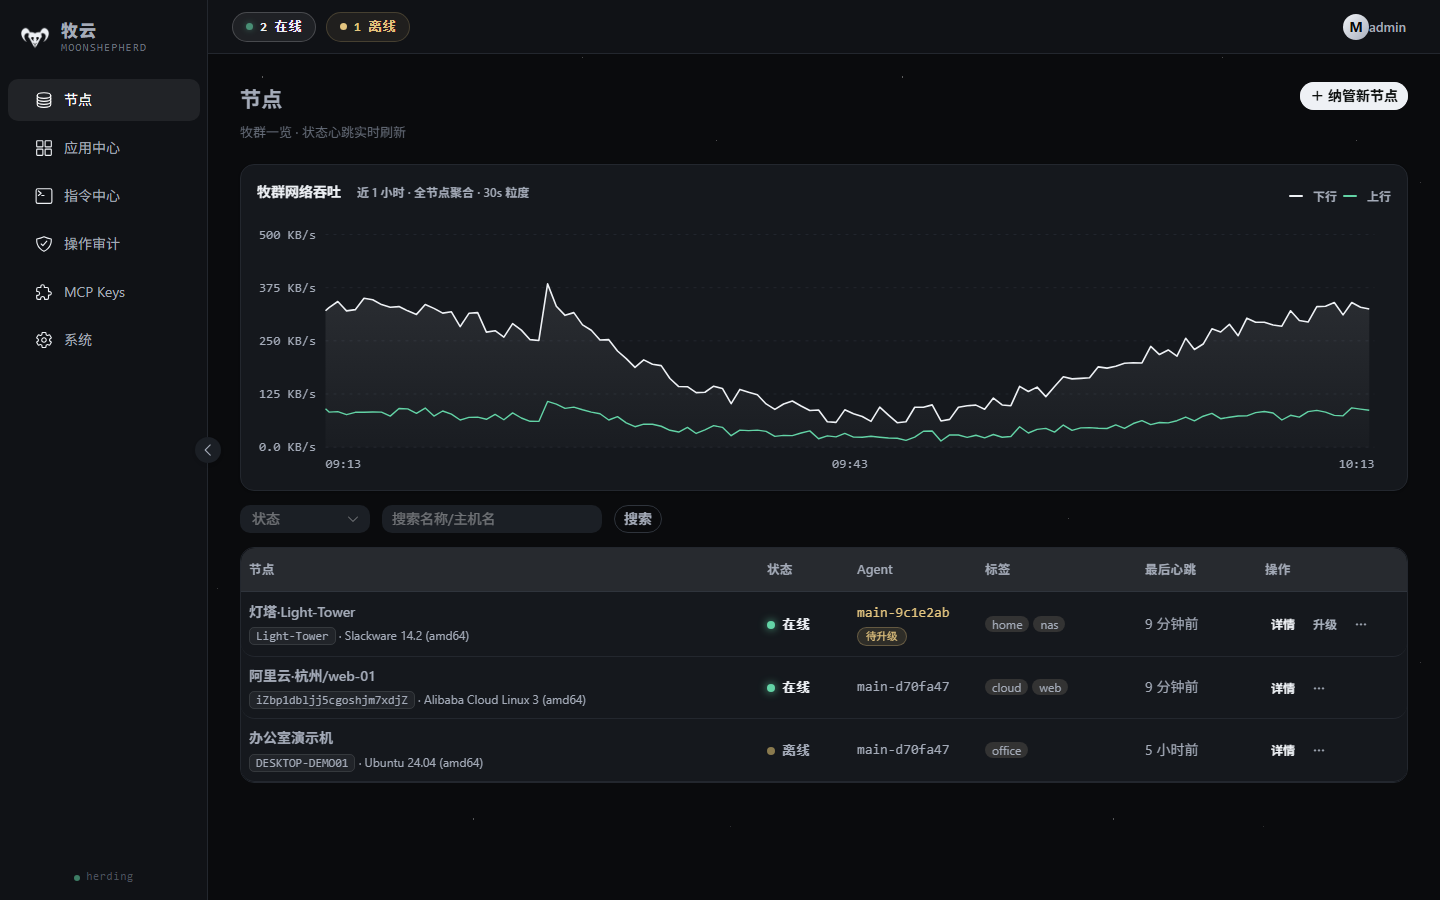 牧云
MOONSHEPHERD
2 在线
1 离线
M admin
节点
应用中心
指令中心
操作审计
MCP Keys
系统
herding
节点
+ 纳管新节点
牧群一览 · 状态心跳实时刷新
牧群网络吞吐 近 1 小时 · 全节点聚合 · 30s 粒度
下行 上行
500 KB/s
375 KB/s
250 KB/s
125 KB/s
0.0 KB/s
09:13 09:43 10:13
状态 搜索名称/主机名 搜索
节点 状态 Agent 标签 最后心跳 操作
灯塔·Light-Tower
Light-Tower · Slackware 14.2 (amd64)
在线
main-9c1e2ab
待升级
home nas
9 分钟前
详情 升级 ···
阿里云·杭州/web-01
iZbp1dbljj5cgoshjm7xdjZ · Alibaba Cloud Linux 3 (amd64)
在线
main-d70fa47
cloud web
9 分钟前
详情 ···
办公室演示机
DESKTOP-DEMO01 · Ubuntu 24.04 (amd64)
离线
main-d70fa47
office
5 小时前
详情 ···